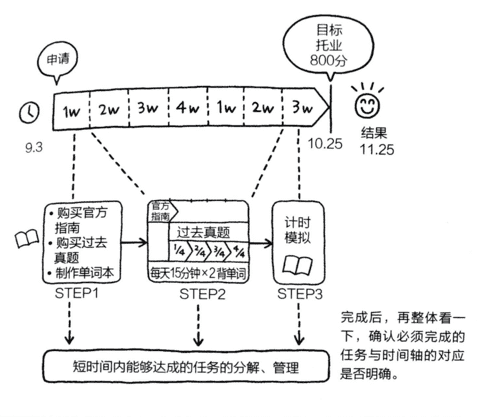 目标
托业
800分
申请
1w 2w 3w 4w 1w 2w 3w
9.3
10.25
结果
11.25
• 购买官方
指南
• 购买过去
真题
• 制作单词本
STEP1
官方
指南
过去真题
1/4 2/4 3/4 4/4
每天15分钟×2背单词
STEP2
计时
模拟
STEP3
完成后，再整体看一
下，确认必须完成的
任务与时间轴的对应
是否明确。
短时间内能够达成的任务的分解、管理